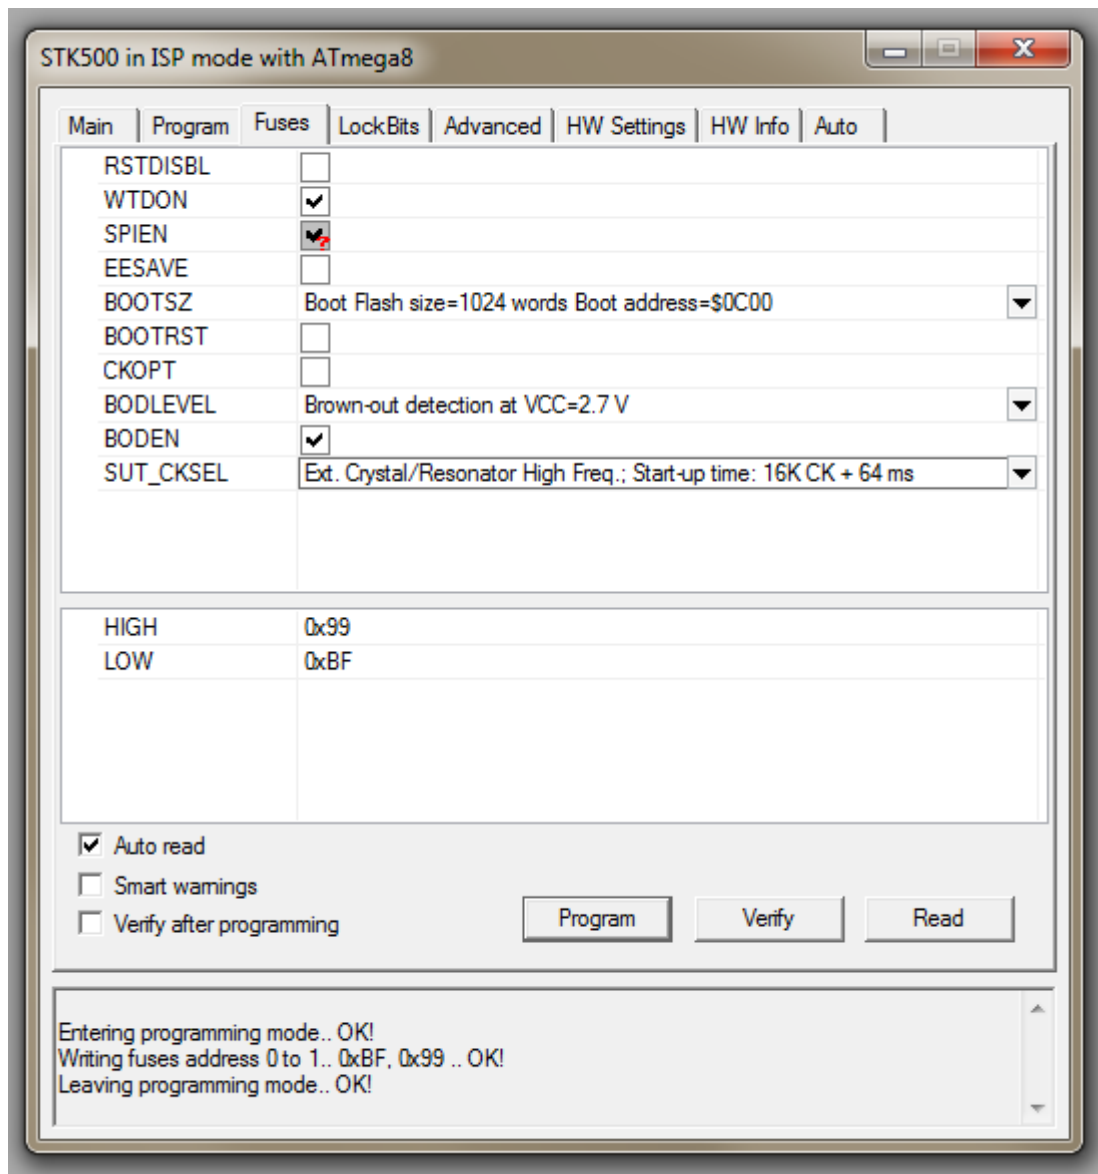 STK500 in ISP mode with ATmega8
Main Program Fuses LockBits Advanced HW Settings HW Info Auto
RSTDISBL
WTDON
SPIEN ?
EESAVE
BOOTSZ Boot Flash size=1024 words Boot address=$0C00
BOOTRST
CKOPT
BODLEVEL Brown-out detection at VCC=2.7 V
BODEN
SUT_CKSEL Ext. Crystal/Resonator High Freq.; Start-up time: 16K CK + 64 ms
HIGH 0x99
LOW 0xBF
Auto read
Smart warnings
Verify after programming
Program Verify Read
Entering programming mode.. OK!
Writing fuses address 0 to 1.. 0xBF, 0x99 .. OK!
Leaving programming mode.. OK!